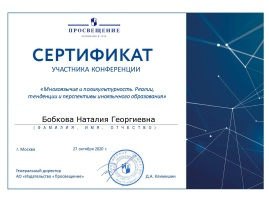 ПРОСВЕЩЕНИЕ
СЕРТИФИКАТ
УЧАСТНИКА КОНФЕРЕНЦИИ
«Многоязычие и поликультурность. Реалии,
тенденции и перспективы иноязычного образования»
Бобкова Наталия Георгиевна
(ФАМИЛИЯ, ИМЯ, ОТЧЕСТВО)
г. Москва 27 октября 2020 г.
Генеральный директор
АО «Издательство «Просвещение» Д.А. Климишин